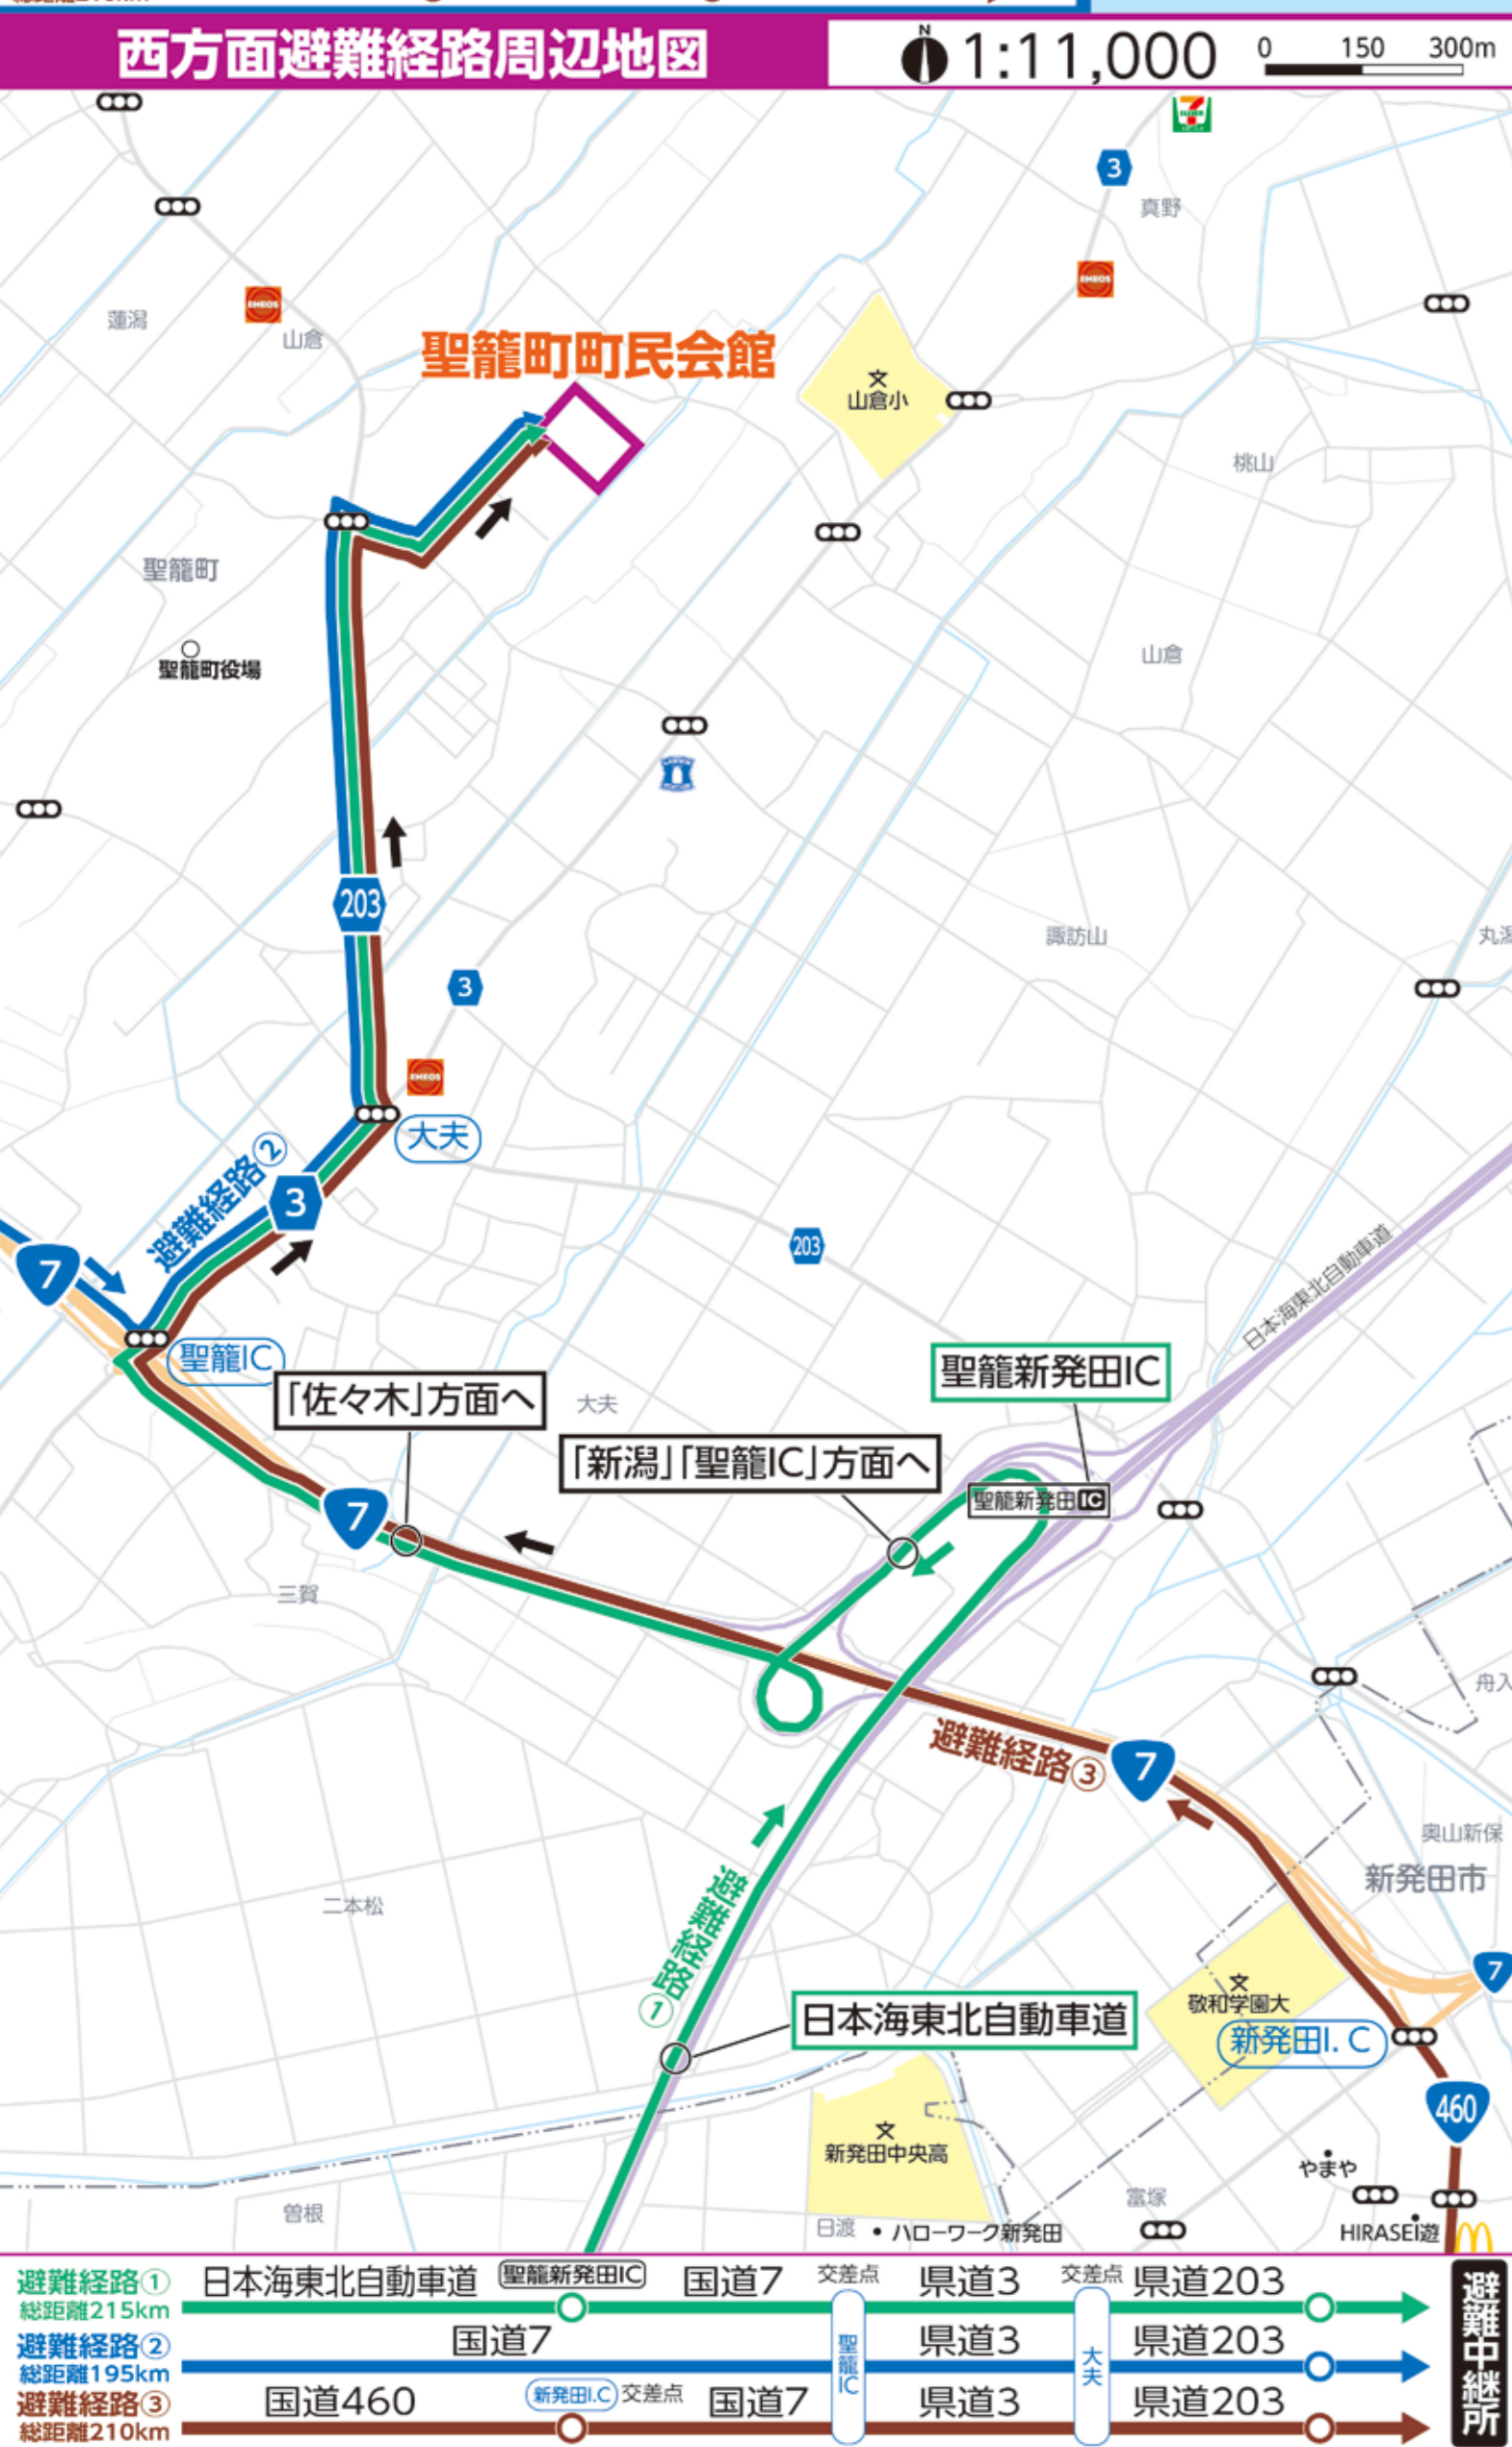 西方面避難経路周辺地図
N
1:11,000
0 150 300m
3
真野
ENEOS
ENEOS
蓮潟
山倉
聖籠町町民会館
文
山倉小
桃山
聖籠町
聖籠町役場
山倉
203
諏訪山
3
ENEOS
大夫
避難経路②
3
203
7
日本海東北自動車道
聖籠IC
聖籠新発田IC
「佐々木」方面へ
大夫
「新潟」「聖籠IC」方面へ
聖籠新発田IC
7
三賀
舟入
避難経路③
7
奥山新保
新発田市
避難経路①
二本松
7
文
敬和学園大
日本海東北自動車道
新発田I.C
460
文
新発田中央高
やまや
富塚
曽根
日渡
ハローワーク新発田
HIRASEI遊
避難経路① 日本海東北自動車道 聖籠新発田IC 国道7 交差点 県道3 交差点 県道203
総距離215km
避難経路② 国道7 聖籠IC 県道3 大夫 県道203
総距離195km
避難経路③ 国道460 新発田I.C 交差点 国道7 県道3 県道203
総距離210km
避難中継所